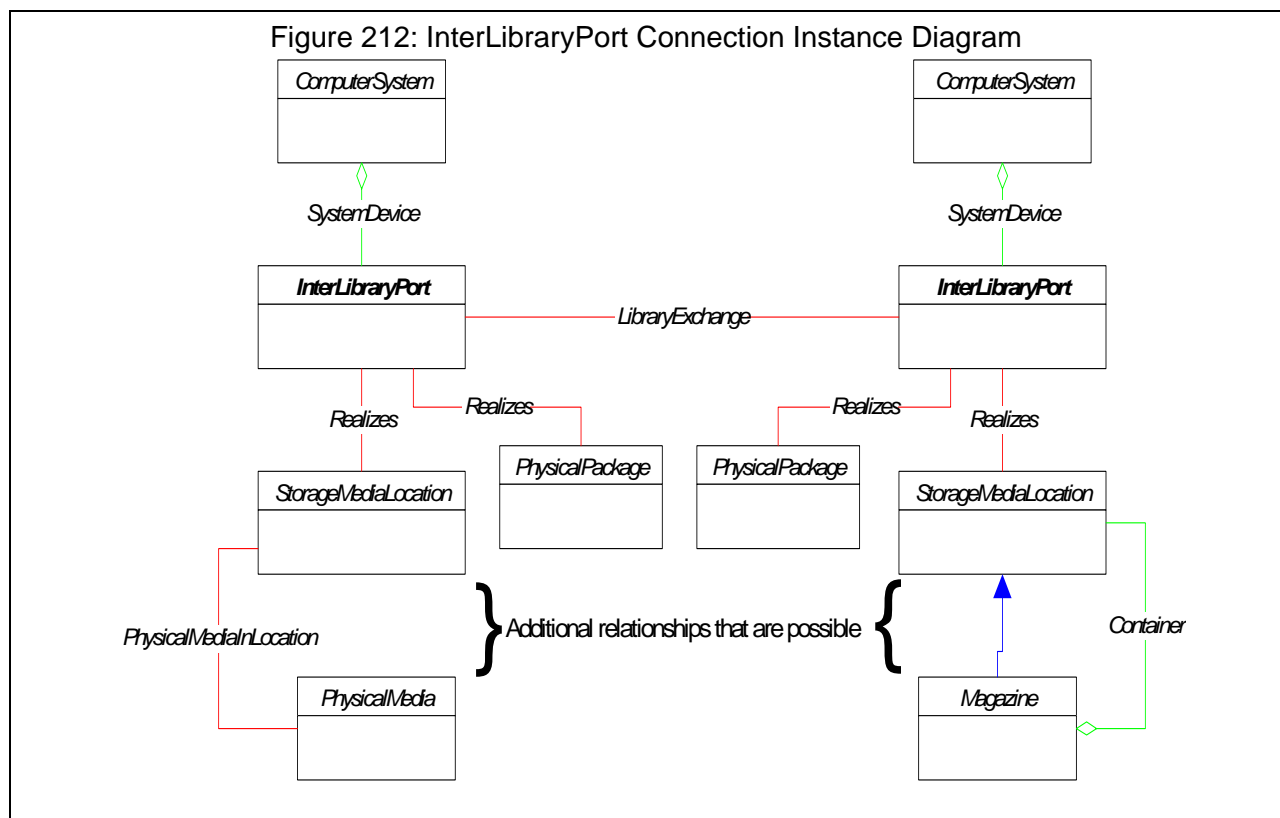 Figure 212: InterLibraryPort Connection Instance Diagram
ComputerSystem
ComputerSystem
SystemDevice
SystemDevice
InterLibraryPort
InterLibraryPort
LibraryExchange
Realizes
Realizes
Realizes
Realizes
PhysicalPackage
PhysicalPackage
StorageMediaLocation
StorageMediaLocation
PhysicalMediaInLocation
Additional relationships that are possible
Container
PhysicalMedia
Magazine